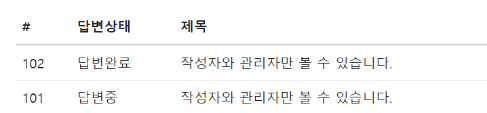 # 답변상태 제목
102 답변완료 작성자와 관리자만 볼 수 있습니다.
101 답변중 작성자와 관리자만 볼 수 있습니다.